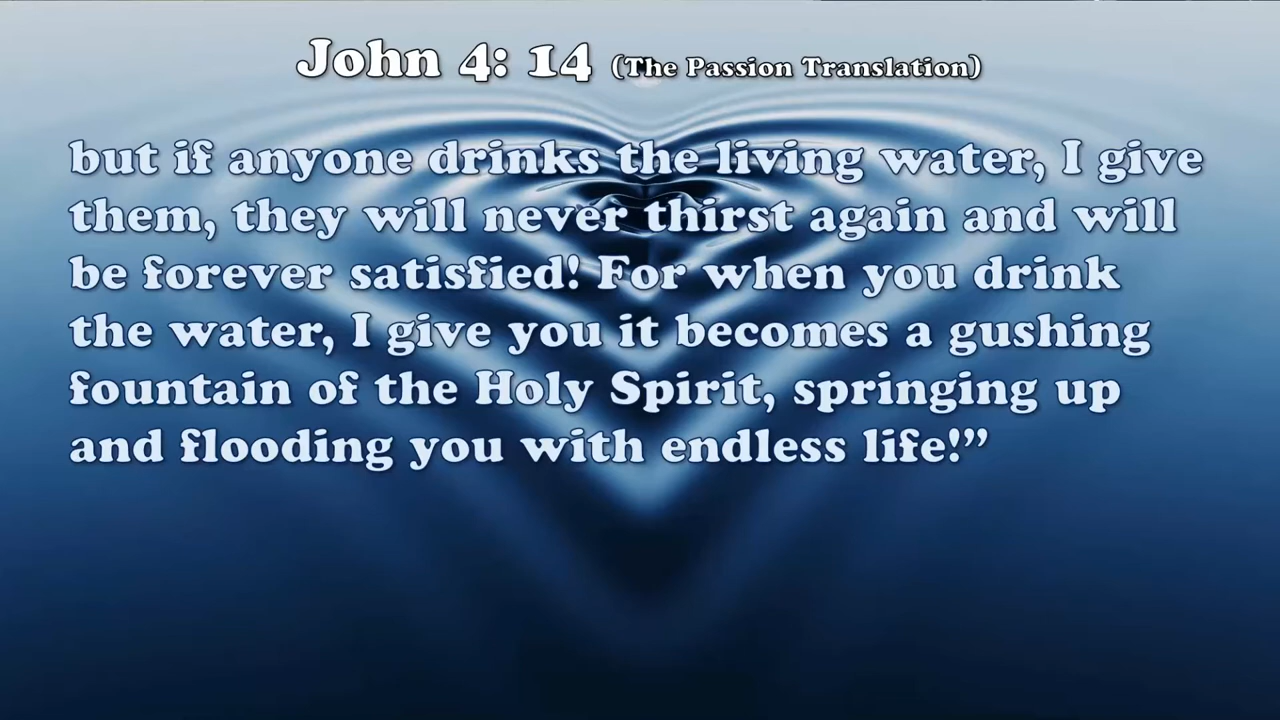 John 4: 14 (The Passion Translation)
but if anyone drinks the living water, I give
them, they will never thirst again and will
be forever satisfied! For when you drink
the water, I give you it becomes a gushing
fountain of the Holy Spirit, springing up
and flooding you with endless life!”